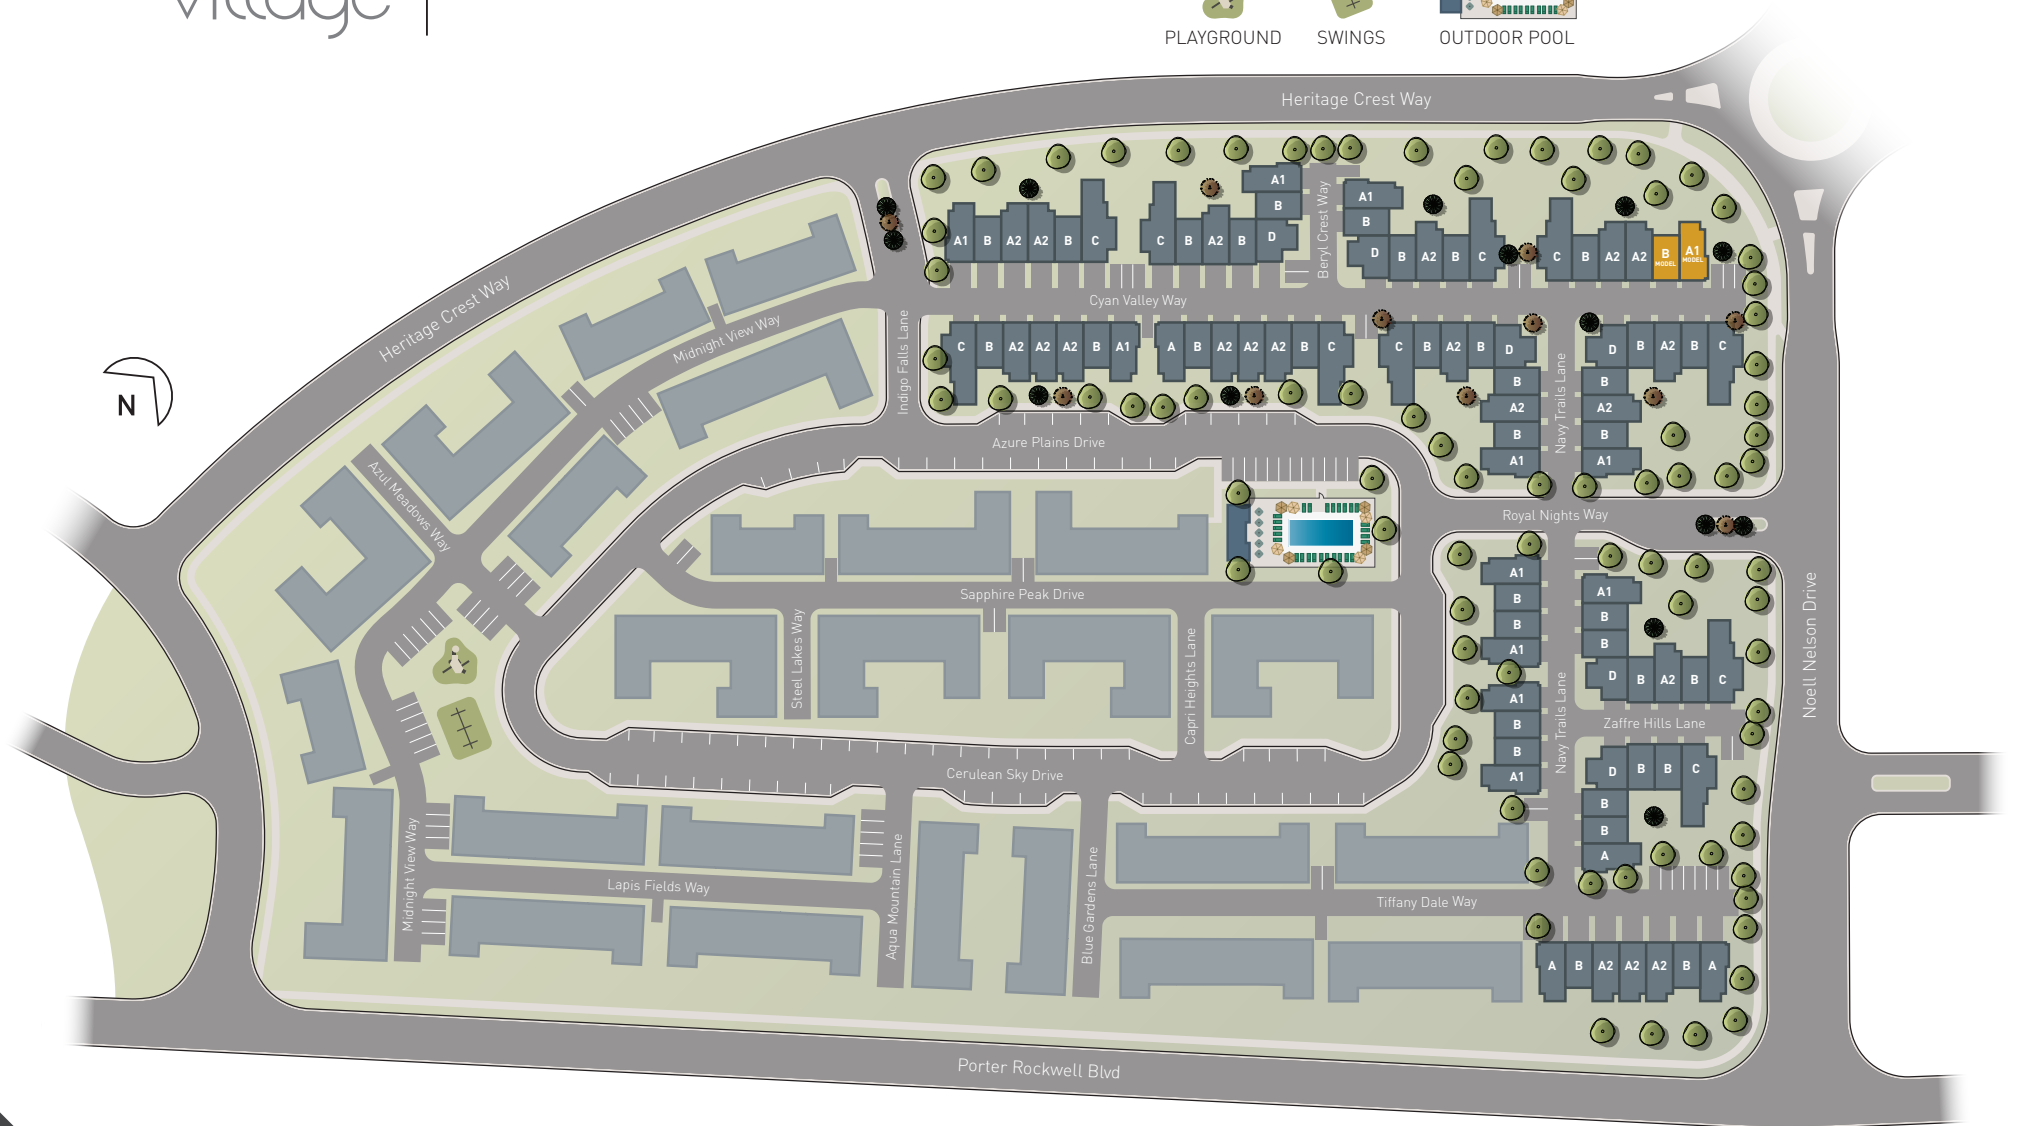 village
PLAYGROUND
SWINGS
OUTDOOR POOL
Heritage Crest Way
Heritage Crest Way
N
Midnight View Way
Azul Meadows Way
Indigo Falls Lane
Beryl Crest Way
A1 B A2 A2 B C
C B A2 B D
B
A1
A1
B
D B A2 B C
C B A2 A2 B A1
MODEL MODEL
Cyan Valley Way
C B A2 A2 A2 B A1
A B A2 A2 A2 B C
C B A2 B D
B
A2
B
A1
Navy Trails Lane
D B A2 B C
B
A2
B
A1
Azure Plains Drive
Royal Nights Way
Sapphire Peak Drive
Steel Lakes Way
Capri Heights Lane
Cerulean Sky Drive
A1
B
B
A1
A1
B
B
A1
Navy Trails Lane
A1
B
B
D B A2 B C
Zaffre Hills Lane
D B B C
B
B
A
Noell Nelson Drive
Midnight View Way
Lapis Fields Way
Aqua Mountain Lane
Blue Gardens Lane
Tiffany Dale Way
A B A2 A2 A2 B A
Porter Rockwell Blvd